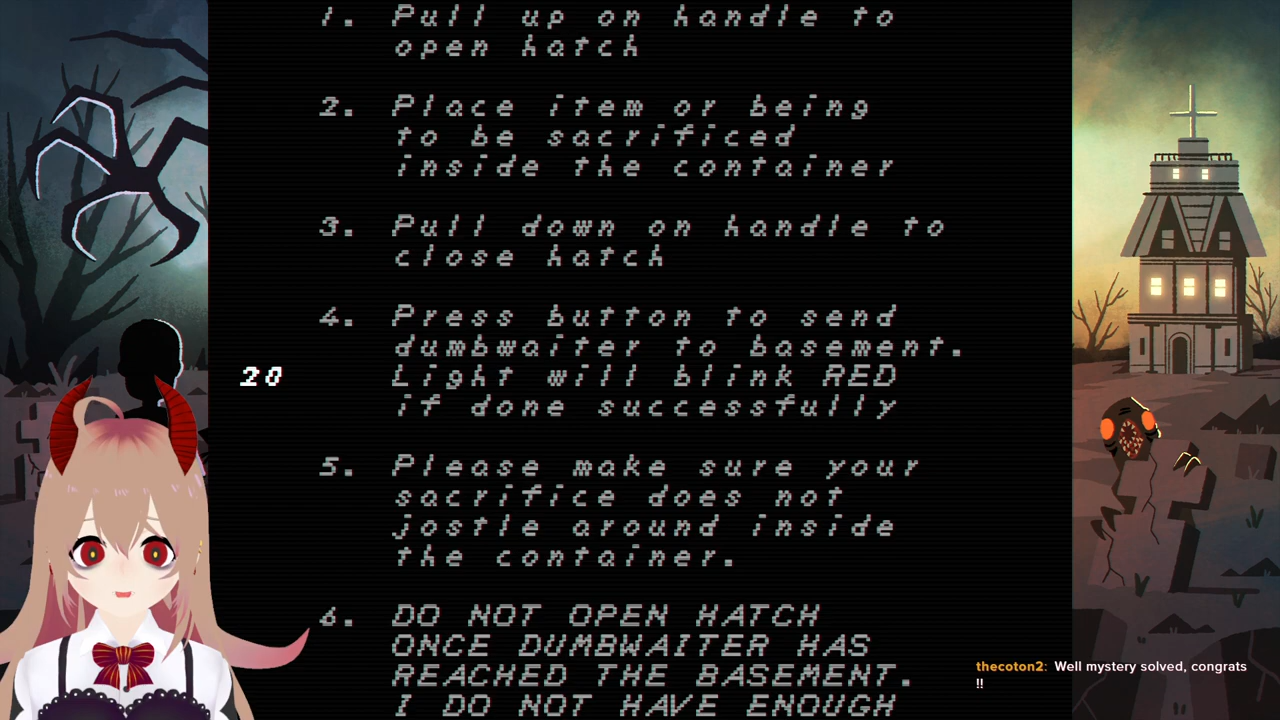 1. Pull up on handle to
open hatch
2. Place item or being
to be sacrificed
inside the container
3. Pull down on handle to
close hatch
4. Press button to send
dumbwaiter to basement.
20 Light will blink RED
if done successfully
5. Please make sure your
sacrifice does not
jostle around inside
the container.
6. DO NOT OPEN HATCH
ONCE DUMBWAITER HAS
REACHED THE BASEMENT.
I DO NOT HAVE ENOUGH
thecoton2: Well mystery solved, congrats
!!